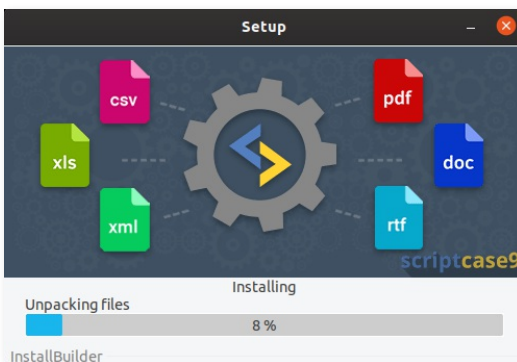 Setup
csv
pdf
xls
doc
xml
rtf
scriptcase9
Installing
Unpacking files
8 %
InstallBuilder